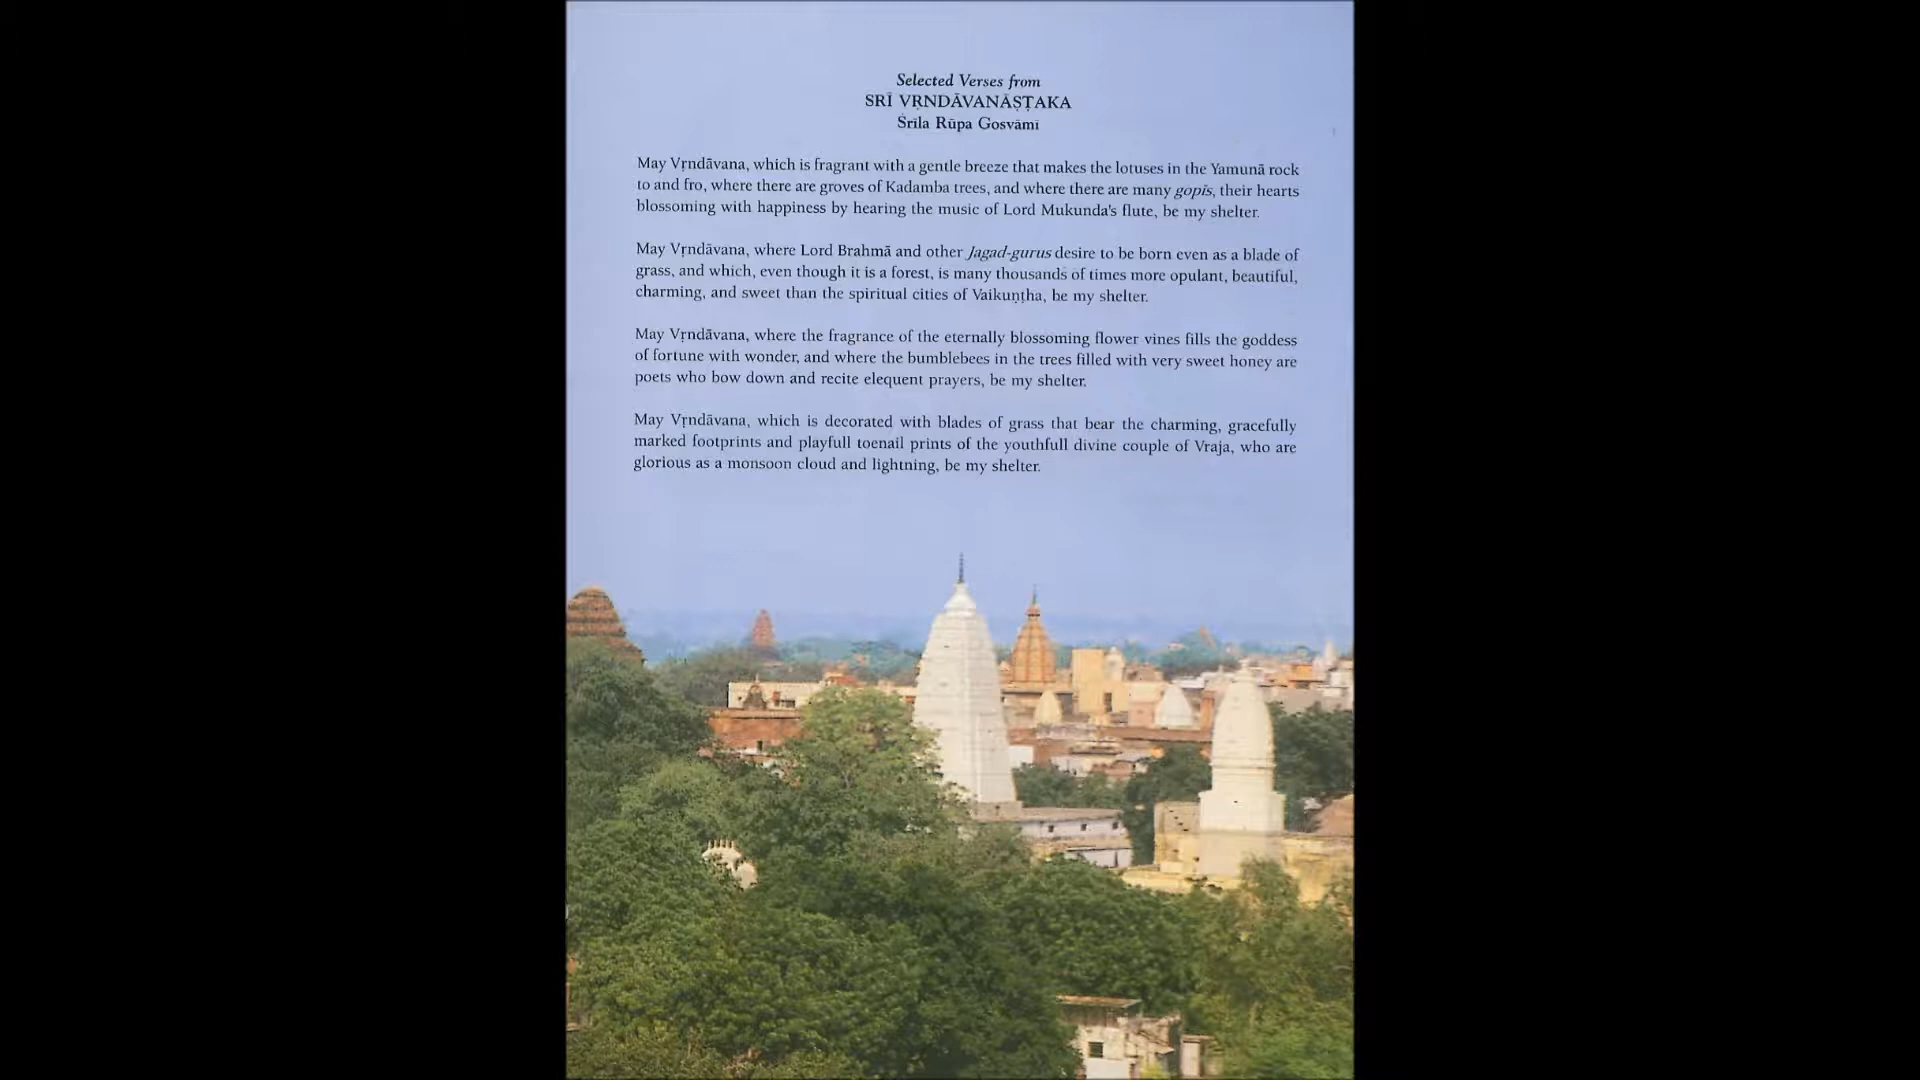 Selected Verses from
SRĪ VṚNDĀVANĀṢṬAKA
Śrīla Rūpa Gosvāmī
May Vṛndāvana, which is fragrant with a gentle breeze that makes the lotuses in the Yamunā rock
to and fro, where there are groves of Kadamba trees, and where there are many gopīs, their hearts
blossoming with happiness by hearing the music of Lord Mukunda's flute, be my shelter.
May Vṛndāvana, where Lord Brahmā and other Jagad-gurus desire to be born even as a blade of
grass, and which, even though it is a forest, is many thousands of times more opulant, beautiful,
charming, and sweet than the spiritual cities of Vaikuṇṭha, be my shelter.
May Vṛndāvana, where the fragrance of the eternally blossoming flower vines fills the goddess
of fortune with wonder, and where the bumblebees in the trees filled with very sweet honey are
poets who bow down and recite elequent prayers, be my shelter.
May Vṛndāvana, which is decorated with blades of grass that bear the charming, gracefully
marked footprints and playfull toenail prints of the youthfull divine couple of Vraja, who are
glorious as a monsoon cloud and lightning, be my shelter.